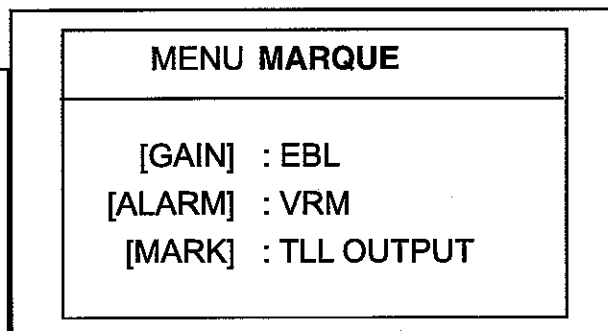 MENU MARQUE
[GAIN] : EBL
[ALARM] : VRM
[MARK] : TLL OUTPUT